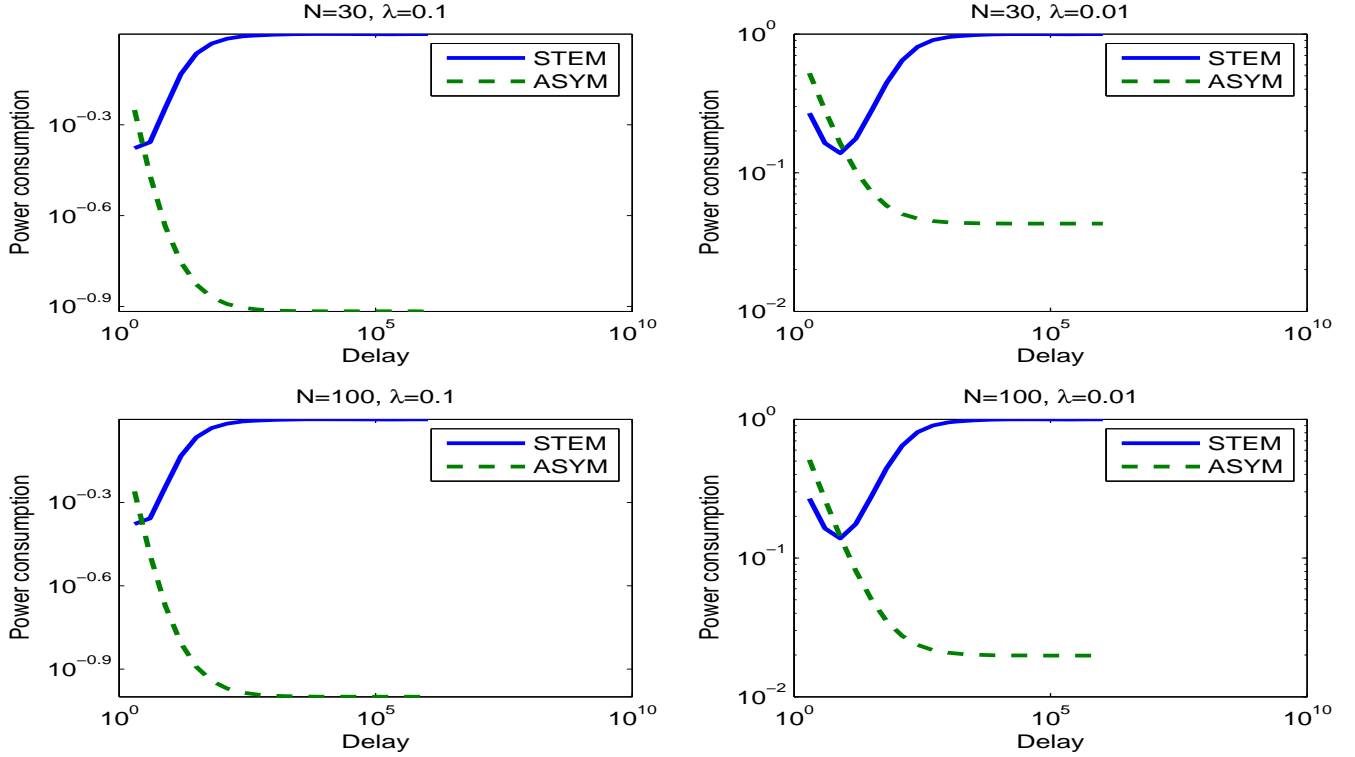 N=30, λ=0.1
10^-0.3
10^-0.6
10^-0.9
Power consumption
10^0
10^5
10^10
Delay
STEM
ASYM
N=30, λ=0.01
10^0
10^-1
10^-2
Power consumption
10^0
10^5
10^10
Delay
STEM
ASYM
N=100, λ=0.1
10^-0.3
10^-0.6
10^-0.9
Power consumption
10^0
10^5
10^10
Delay
STEM
ASYM
N=100, λ=0.01
10^0
10^-1
10^-2
Power consumption
10^0
10^5
10^10
Delay
STEM
ASYM